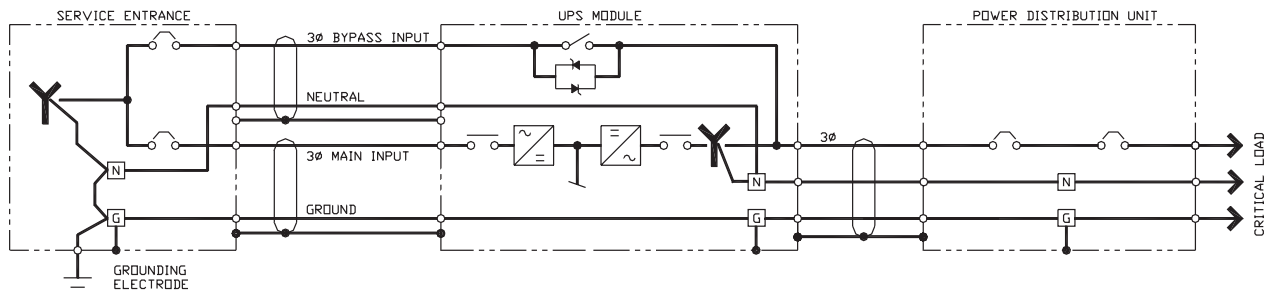 SERVICE ENTRANCE
UPS MODULE
POWER DISTRIBUTION UNIT
3Ø BYPASS INPUT
NEUTRAL
3Ø MAIN INPUT
3Ø
N
N
N
GROUND
G
G
G
GROUNDING
ELECTRODE
CRITICAL LOAD